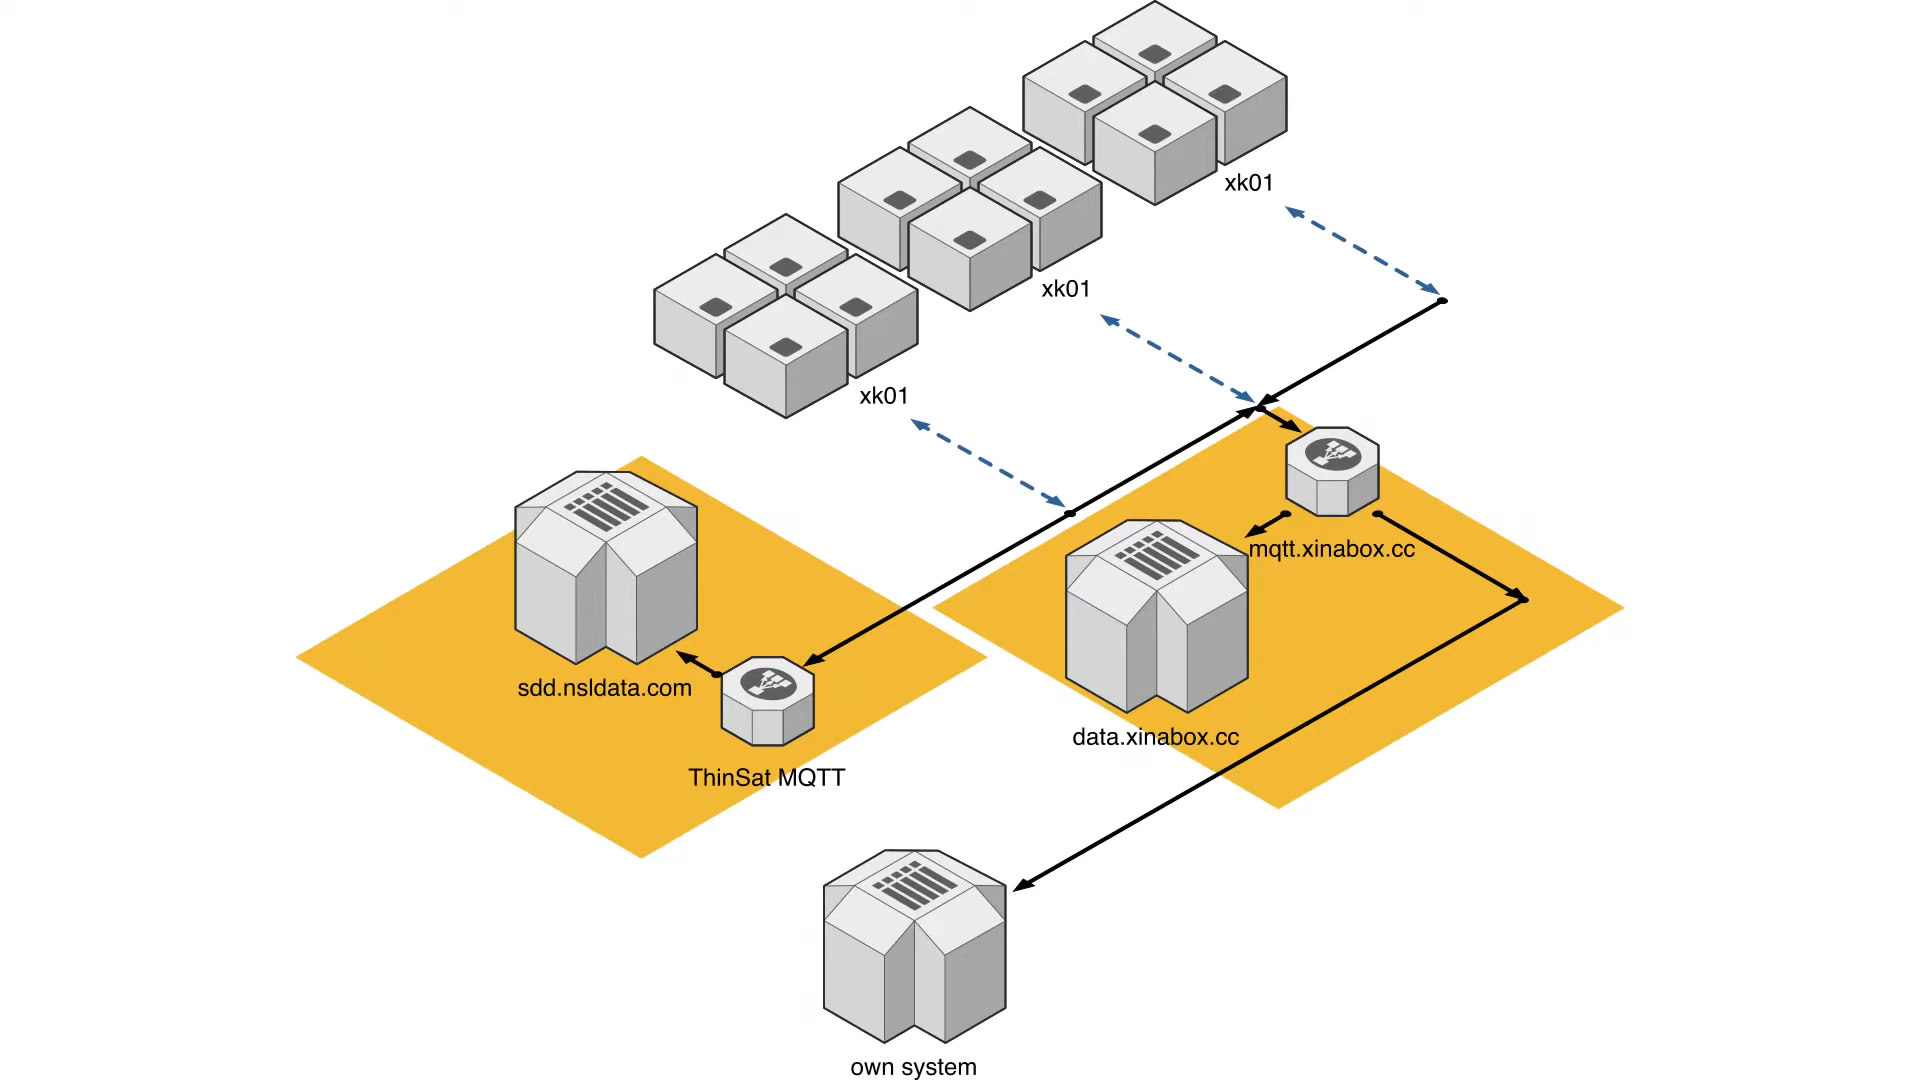 xk01
xk01
xk01
mqtt.xinabox.cc
sdd.nsldata.com
data.xinabox.cc
ThinSat MQTT
own system